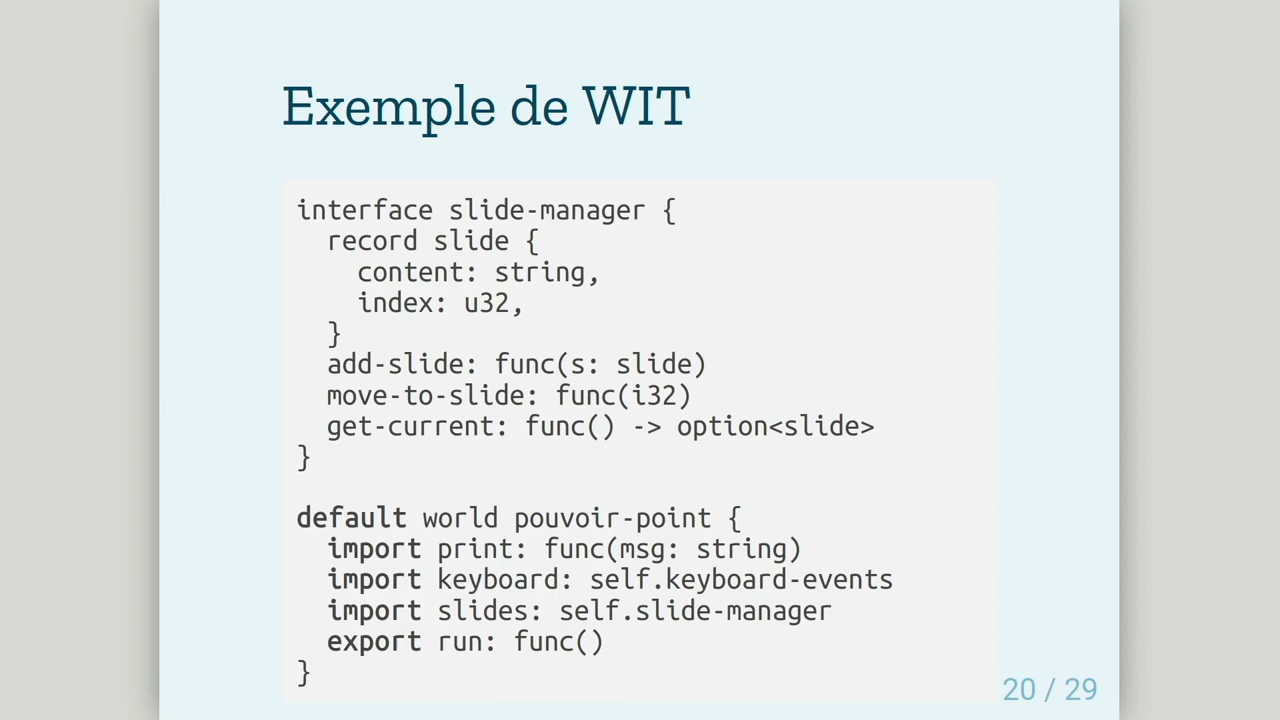 Exemple de WIT
interface slide-manager {
  record slide {
    content: string,
    index: u32,
  }
  add-slide: func(s: slide)
  move-to-slide: func(i32)
  get-current: func() -> option<slide>
}
default world pouvoir-point {
  import print: func(msg: string)
  import keyboard: self.keyboard-events
  import slides: self.slide-manager
  export run: func()
}
20 / 29